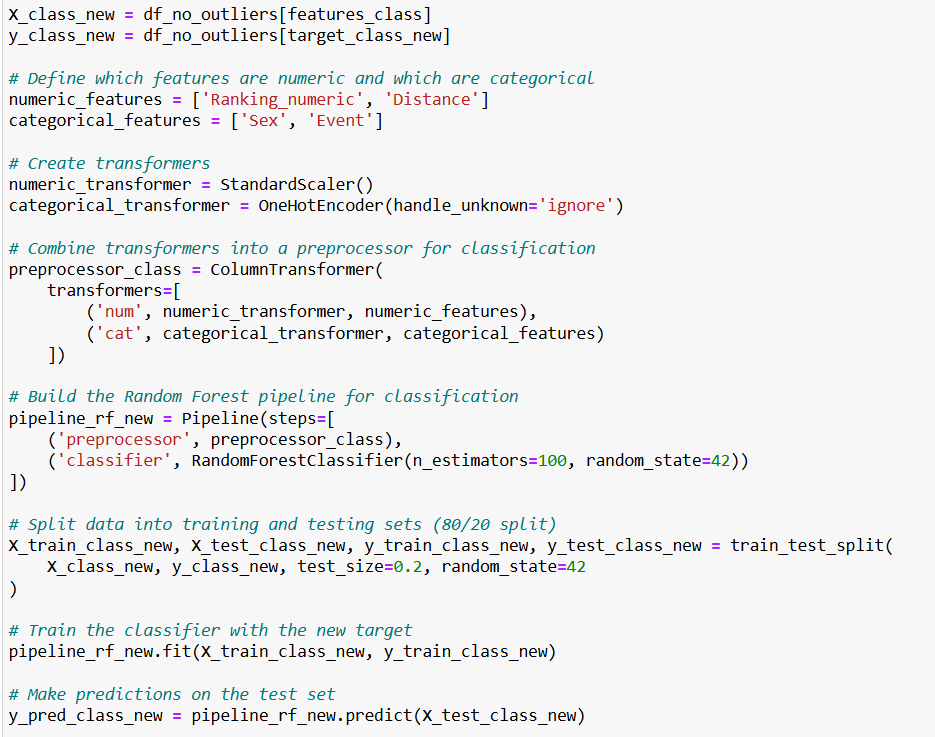 X_class_new = df_no_outliers[features_class]
y_class_new = df_no_outliers[target_class_new]
# Define which features are numeric and which are categorical
numeric_features = ['Ranking_numeric', 'Distance']
categorical_features = ['Sex', 'Event']
# Create transformers
numeric_transformer = StandardScaler()
categorical_transformer = OneHotEncoder(handle_unknown='ignore')
# Combine transformers into a preprocessor for classification
preprocessor_class = ColumnTransformer(
    transformers=[
        ('num', numeric_transformer, numeric_features),
        ('cat', categorical_transformer, categorical_features)
    ])
# Build the Random Forest pipeline for classification
pipeline_rf_new = Pipeline(steps=[
    ('preprocessor', preprocessor_class),
    ('classifier', RandomForestClassifier(n_estimators=100, random_state=42))
])
# Split data into training and testing sets (80/20 split)
X_train_class_new, X_test_class_new, y_train_class_new, y_test_class_new = train_test_split(
    X_class_new, y_class_new, test_size=0.2, random_state=42
)
# Train the classifier with the new target
pipeline_rf_new.fit(X_train_class_new, y_train_class_new)
# Make predictions on the test set
y_pred_class_new = pipeline_rf_new.predict(X_test_class_new)